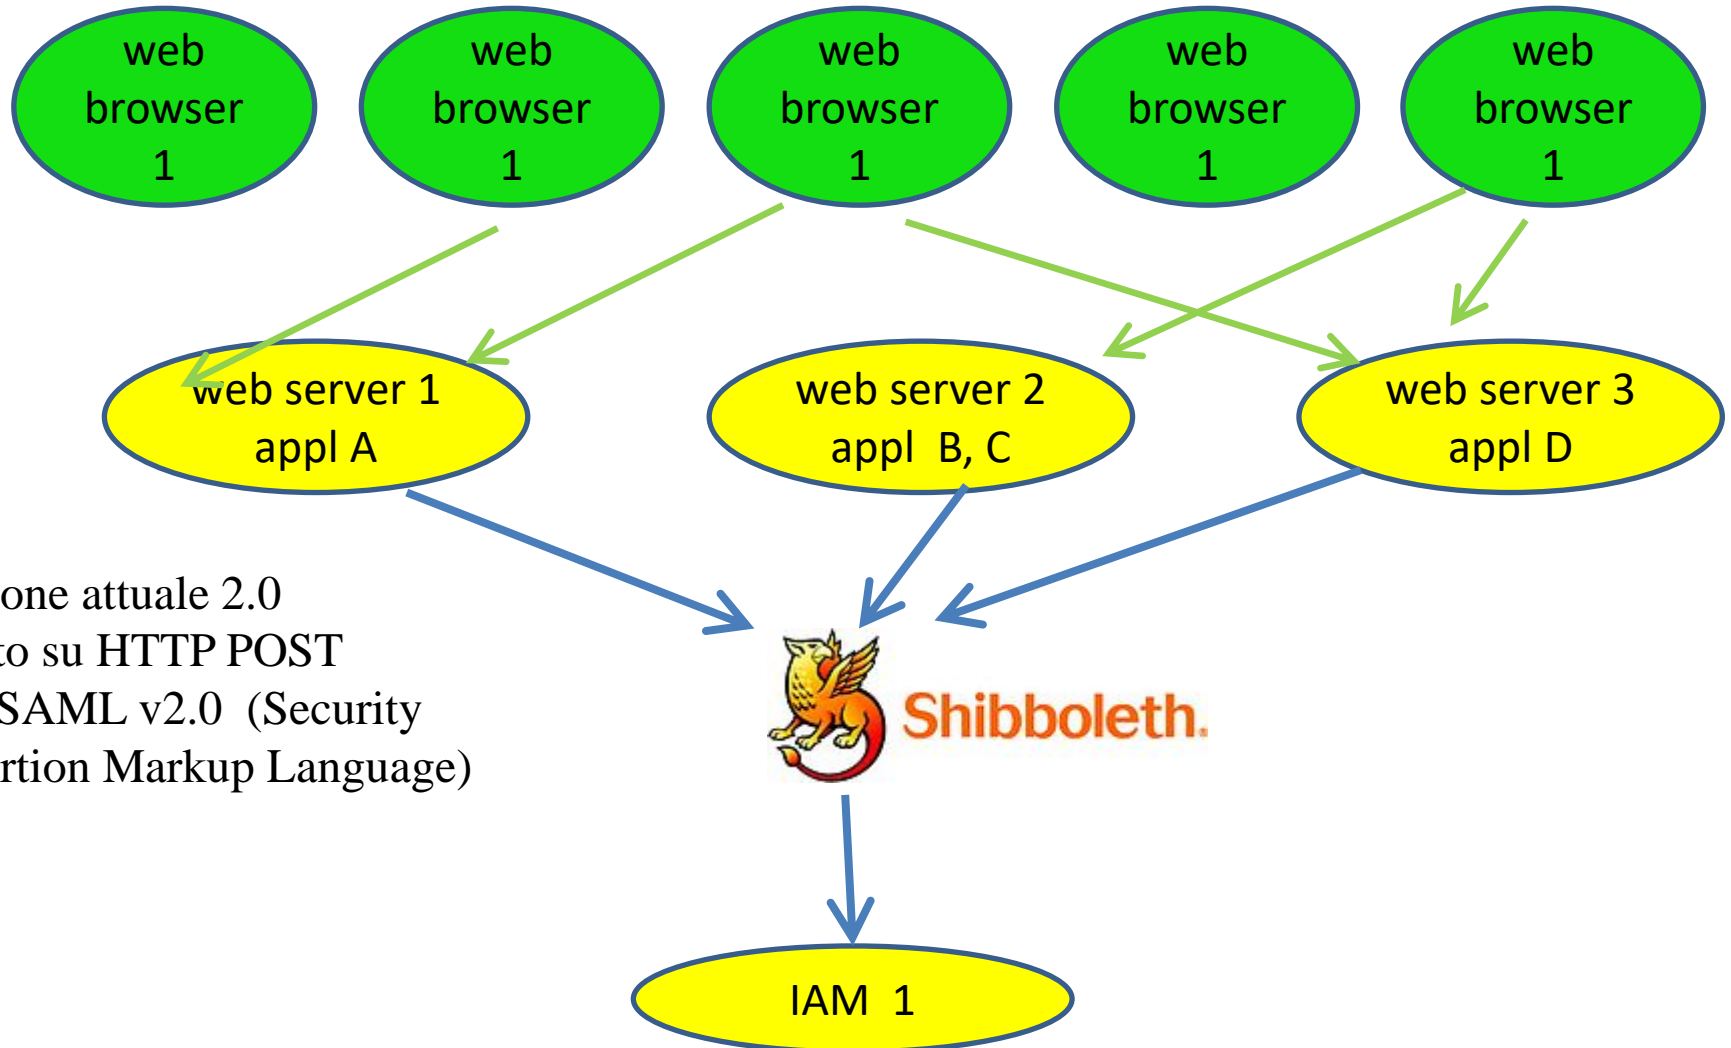 web
browser
1
web
browser
1
web
browser
1
web
browser
1
web
browser
1
web server 1
appl A
web server 2
appl B, C
web server 3
appl D
one attuale 2.0
to su HTTP POST
SAML v2.0 (Security
rtion Markup Language)
Shibboleth.
IAM 1